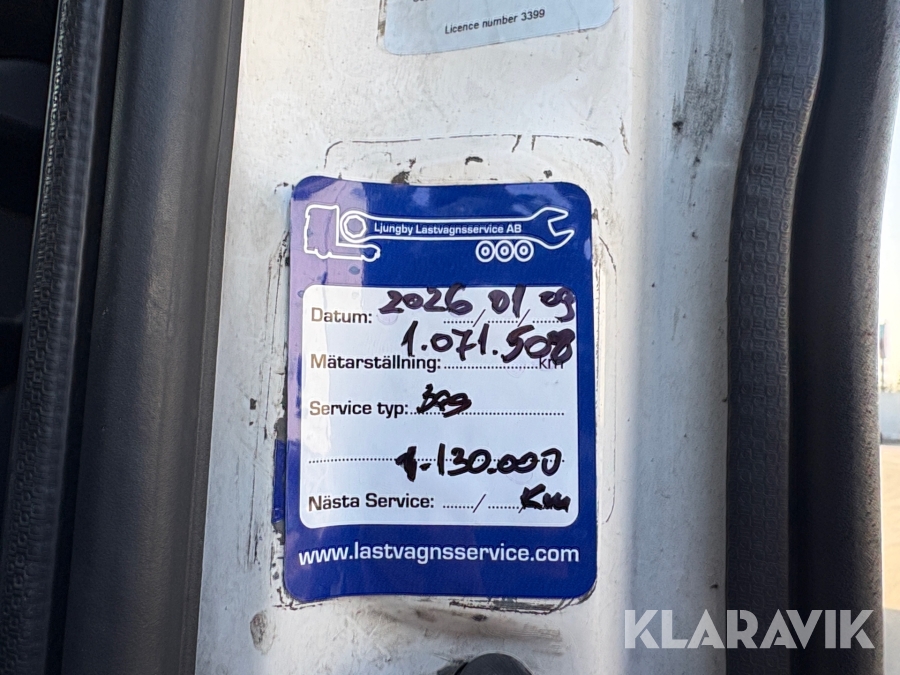 Licence number 3399
Ljungby Lastvagnsservice AB
Datum: 2026/01/09
1.071.508
Mätarställning: km
Service typ:
1.130.000
Nästa Service: / Km
www.lastvagnsservice.com
KLARAVIK